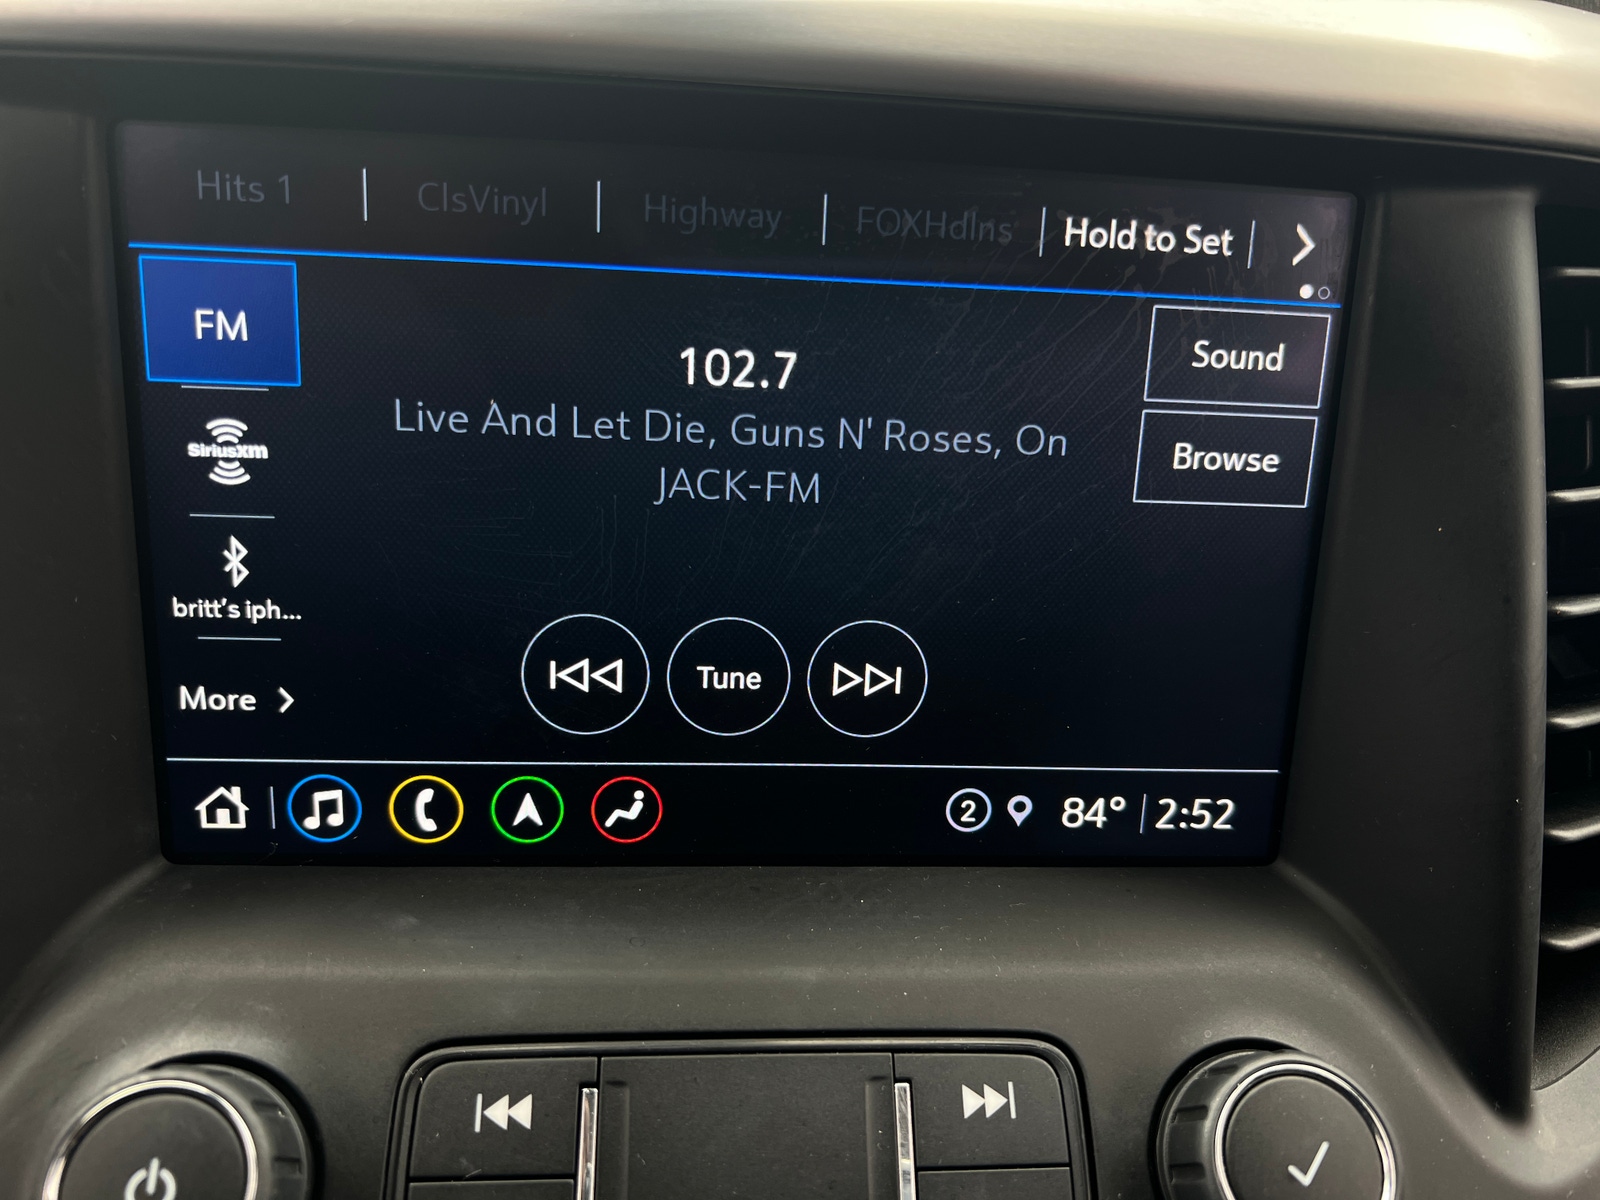 Hits 1
ClsVinyl
Highway
FOXHdlns
Hold to Set
FM
102.7
Sound
Live And Let Die, Guns N' Roses, On
JACK-FM
Browse
SiriusXM
britt's iph...
More
Tune
2
84° 2:52